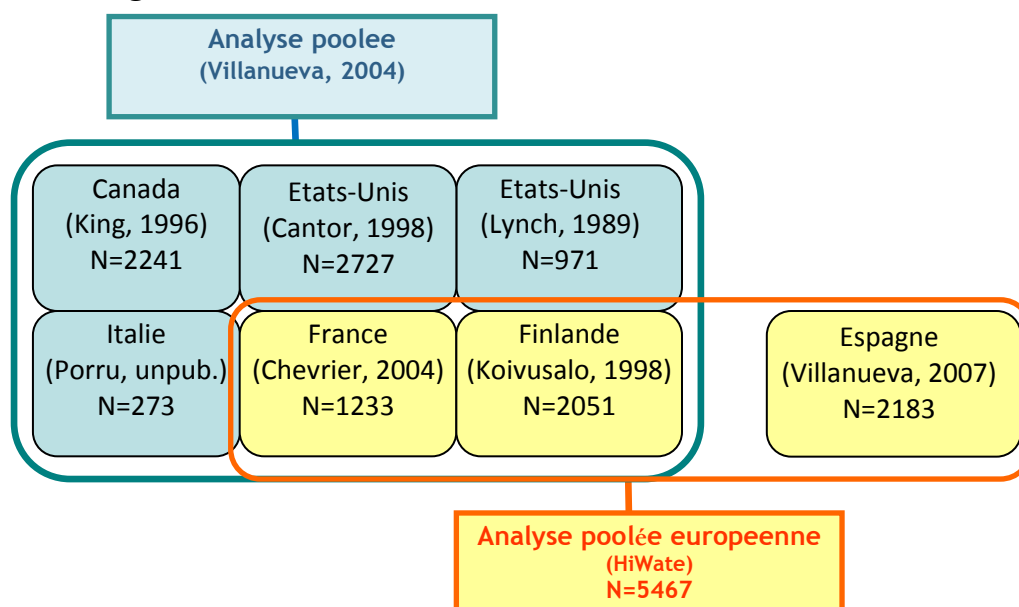 Analyse poolee
(Villanueva, 2004)
Canada
(King, 1996)
N=2241
Etats-Unis
(Cantor, 1998)
N=2727
Etats-Unis
(Lynch, 1989)
N=971
Italie
(Porru, unpub.)
N=273
France
(Chevrier, 2004)
N=1233
Finlande
(Koivusalo, 1998)
N=2051
Espagne
(Villanueva, 2007)
N=2183
Analyse poolée europeenne
(HiWate)
N=5467